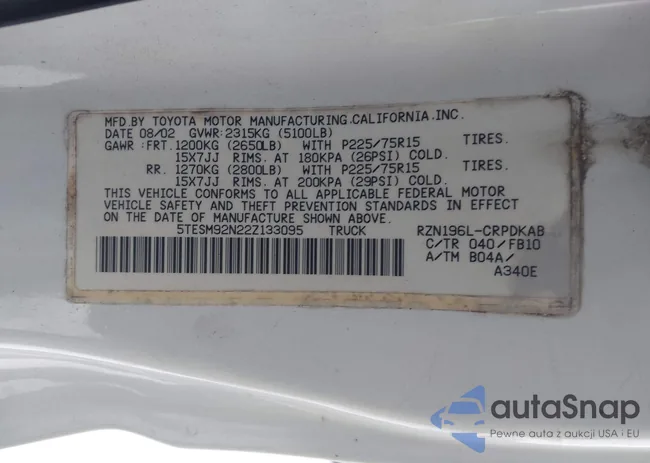 MFD.BY TOYOTA MOTOR MANUFACTURING.CALIFORNIA.INC.
DATE 08/02 GVWR:2315KG (5100LB)
GAWR :FRT.1200KG (2650LB) WITH P225/75R15 TIRES.
15X7JJ RIMS. AT 180KPA (26PSI) COLD.
RR. 1270KG (2800LB) WITH P225/75R15 TIRES.
15X7JJ RIMS. AT 200KPA (29PSI) COLD.
THIS VEHICLE CONFORMS TO ALL APPLICABLE FEDERAL MOTOR
VEHICLE SAFETY AND THEFT PREVENTION STANDARDS IN EFFECT
ON THE DATE OF MANUFACTURE SHOWN ABOVE.
5TESM92N22Z133095 TRUCK RZN196L-CRPDKAB
C/TR 040/FB10
A/TM B04A/
A340E
autaSnap
Pewne auta z aukcji USA i EU